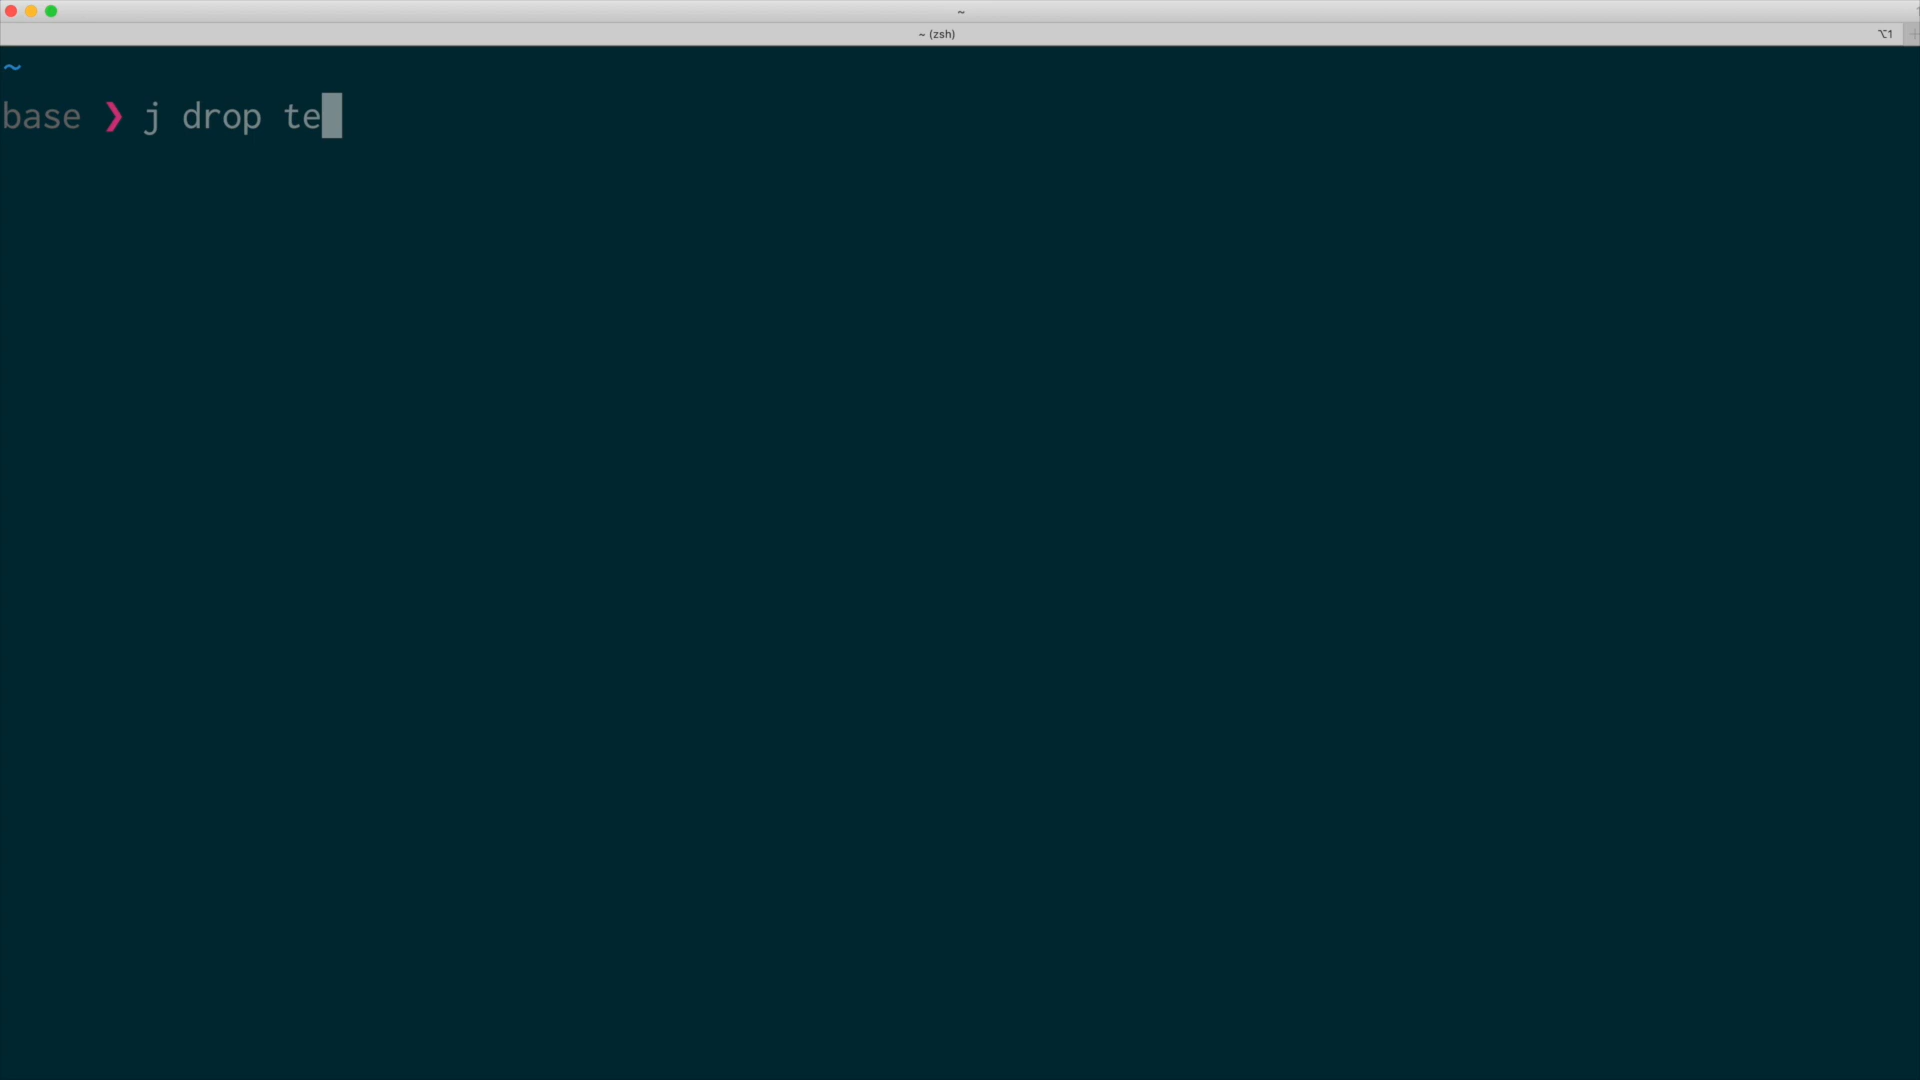 ~
~ (zsh)
⌥1
~
base ❯ j drop te